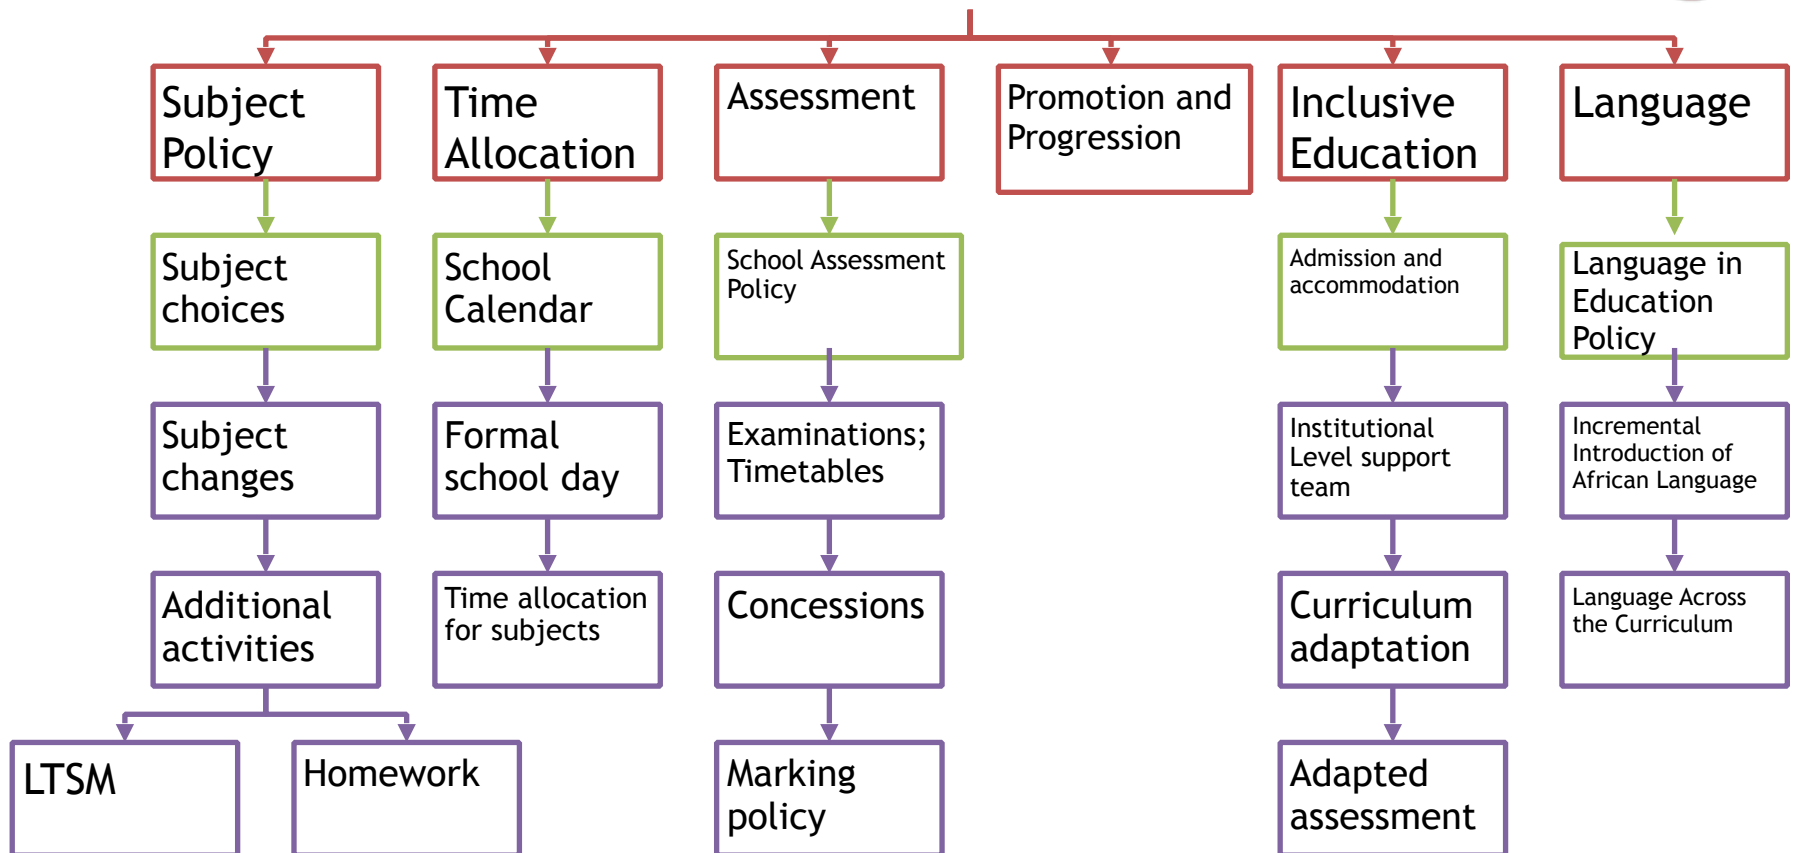 Subject
Policy
Time
Allocation
Assessment
Promotion and
Progression
Inclusive
Education
Language
Subject
choices
School
Calendar
School Assessment
Policy
Admission and
accommodation
Language in
Education
Policy
Subject
changes
Formal
school day
Examinations;
Timetables
Institutional
Level support
team
Incremental
Introduction of
African Language
Additional
activities
Time allocation
for subjects
Concessions
Curriculum
adaptation
Language Across
the Curriculum
LTSM
Homework
Marking
policy
Adapted
assessment